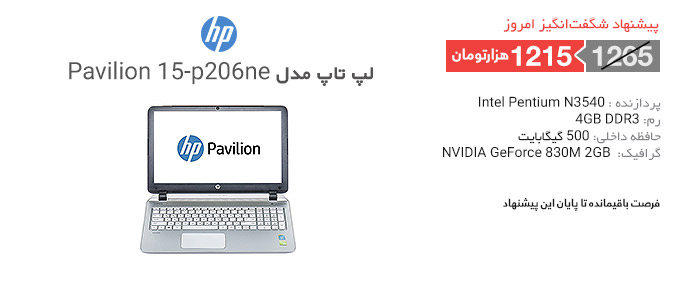 پیشنهاد شگفت‌انگیز امروز
1265
1215 هزارتومان
hp
لپ تاپ مدل Pavilion 15-p206ne
پردازنده : Intel Pentium N3540
رم: 4GB DDR3
حافظه داخلی: 500 گیگابایت
گرافیک: NVIDIA GeForce 830M 2GB
hp Pavilion
hp
فرصت باقیمانده تا پایان این پیشنهاد